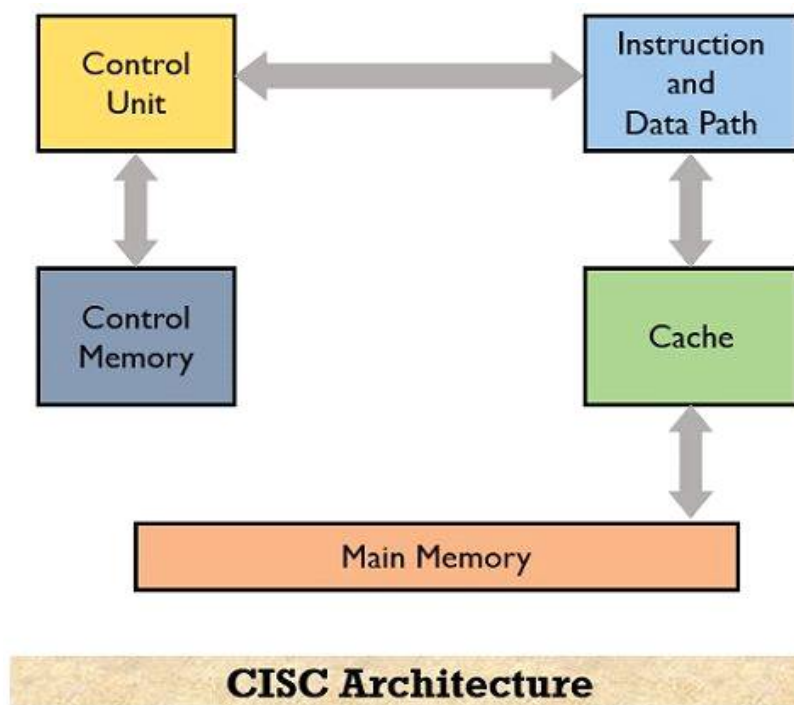 Control
Unit
Instruction
and
Data Path
Control
Memory
Cache
Main Memory
CISC Architecture